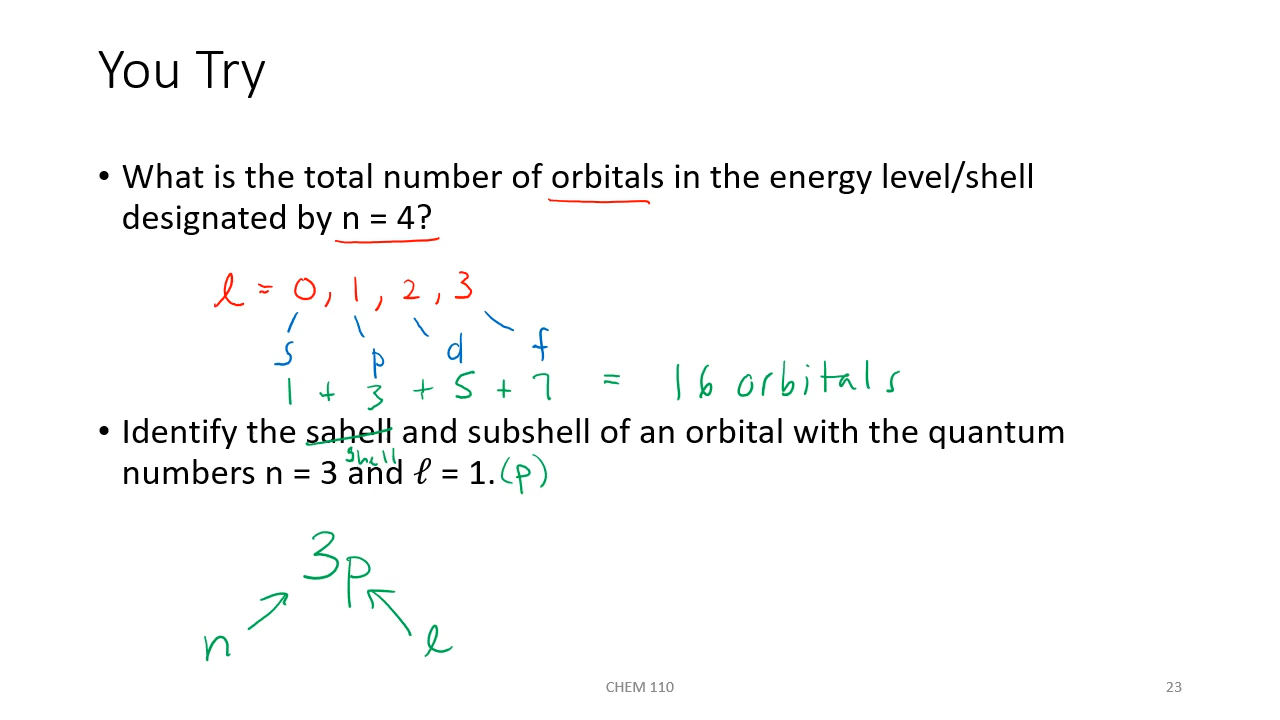 You Try
• What is the total number of orbitals in the energy level/shell
designated by n = 4?
ℓ = 0, 1, 2, 3
s p d f
1 + 3 + 5 + 7 = 16 orbitals
• Identify the sahell and subshell of an orbital with the quantum
shell
numbers n = 3 and ℓ = 1. (p)
3p
n ℓ
CHEM 110 23